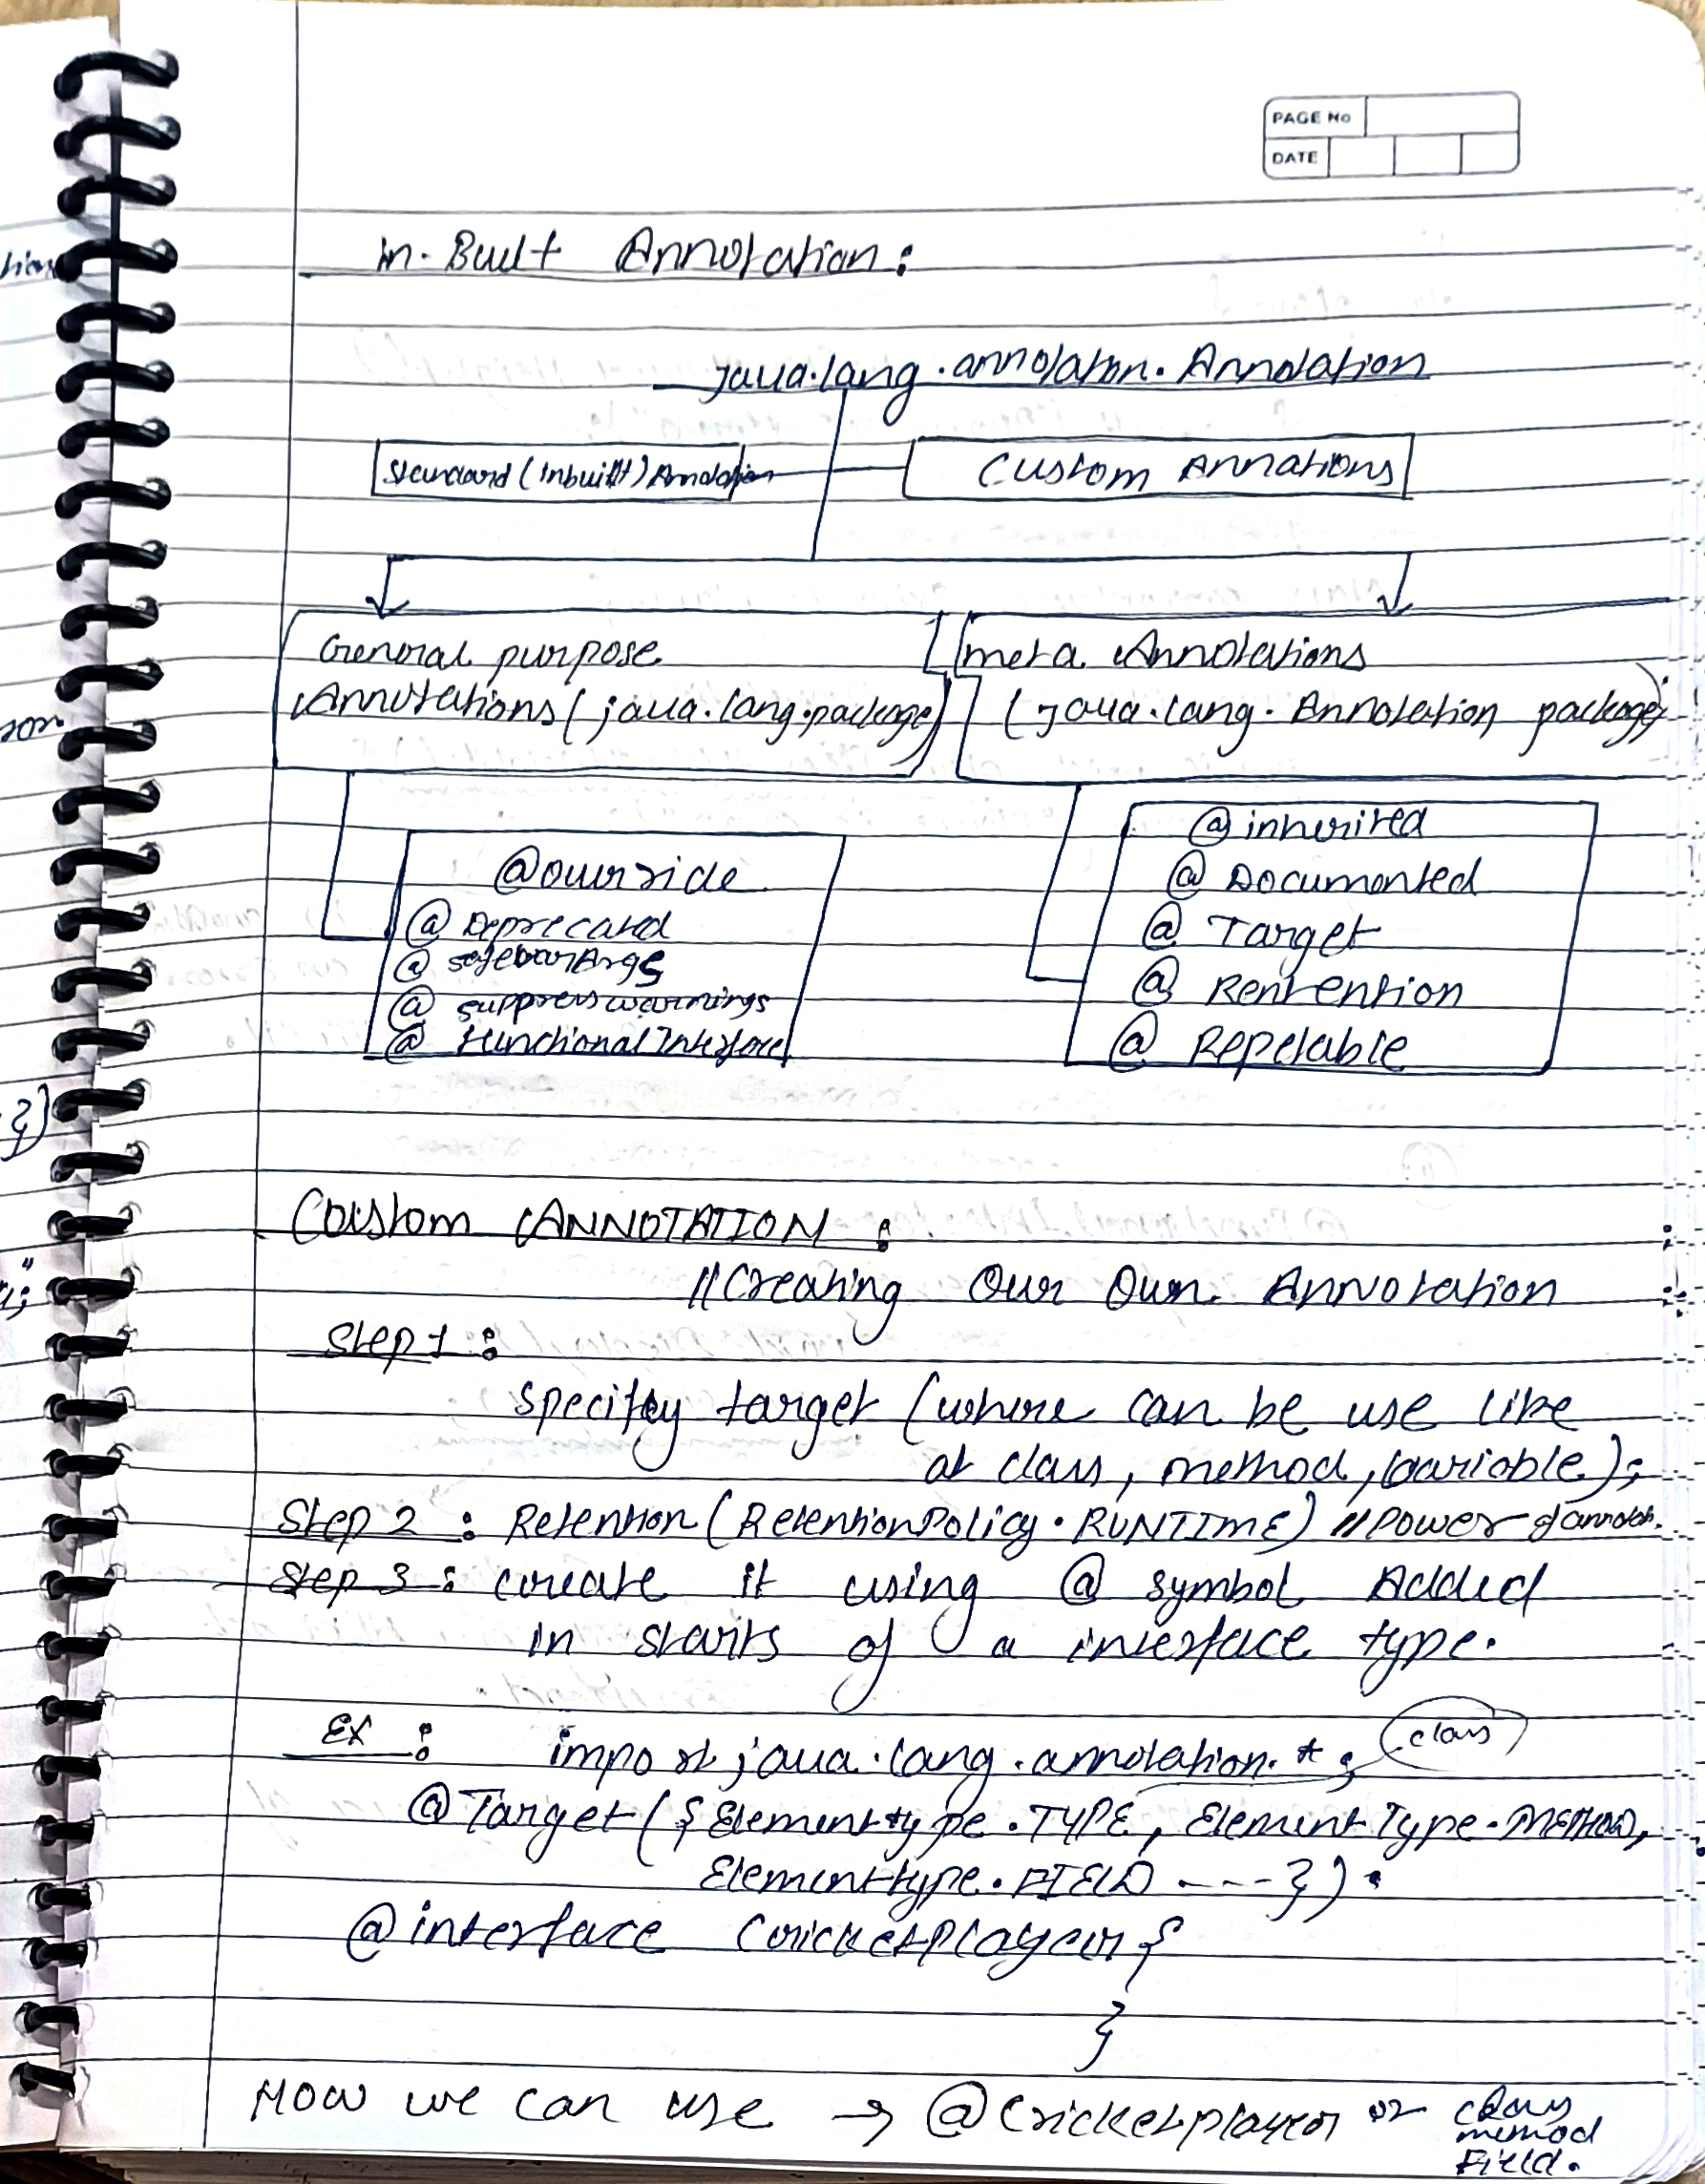 PAGE No
DATE
in-Built Annotation:
java.lang.annotation.Annotation
Standard (Inbuilt) Annotation
Custom Annations
General purpose
Annotations (java.lang.package)
meta Annotations
(java.lang.Annotation package)
@override
@Deprecated
@safevarArgs
@suppresswarnings
@functionalInterface
@inherited
@Documented
@Target
@Rentention
@Repetable
Custom ANNOTATION :
//Creating Our Own Annotation
Step 1 :
Specify target (where can be use like
at class, method, variable);
Step 2 : Retention (RetentionPolicy.RUNTIME) //Power of
Step 3 : create it using @ symbol Added
in starts of a interface type.
Ex : import java.lang.annotation.*;
class
@Target({Elementtype.TYPE, ElementType.METHOD,
Elementtype.FIELD ---}).
@interface Cricketplayer {
}
How we can use → @Cricketplayer or class
method
Field.